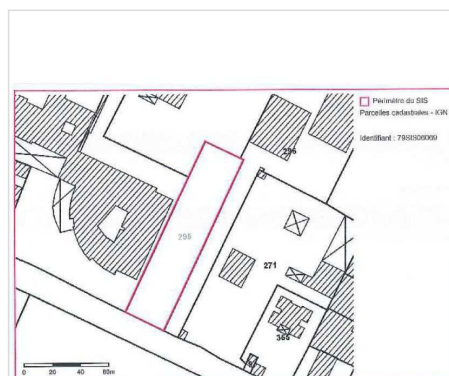 Périmètre du SIS
Parcelles cadastrales - IGN
Identifiant : 79SIS06069
296
295
271
366
0 20 40 60m